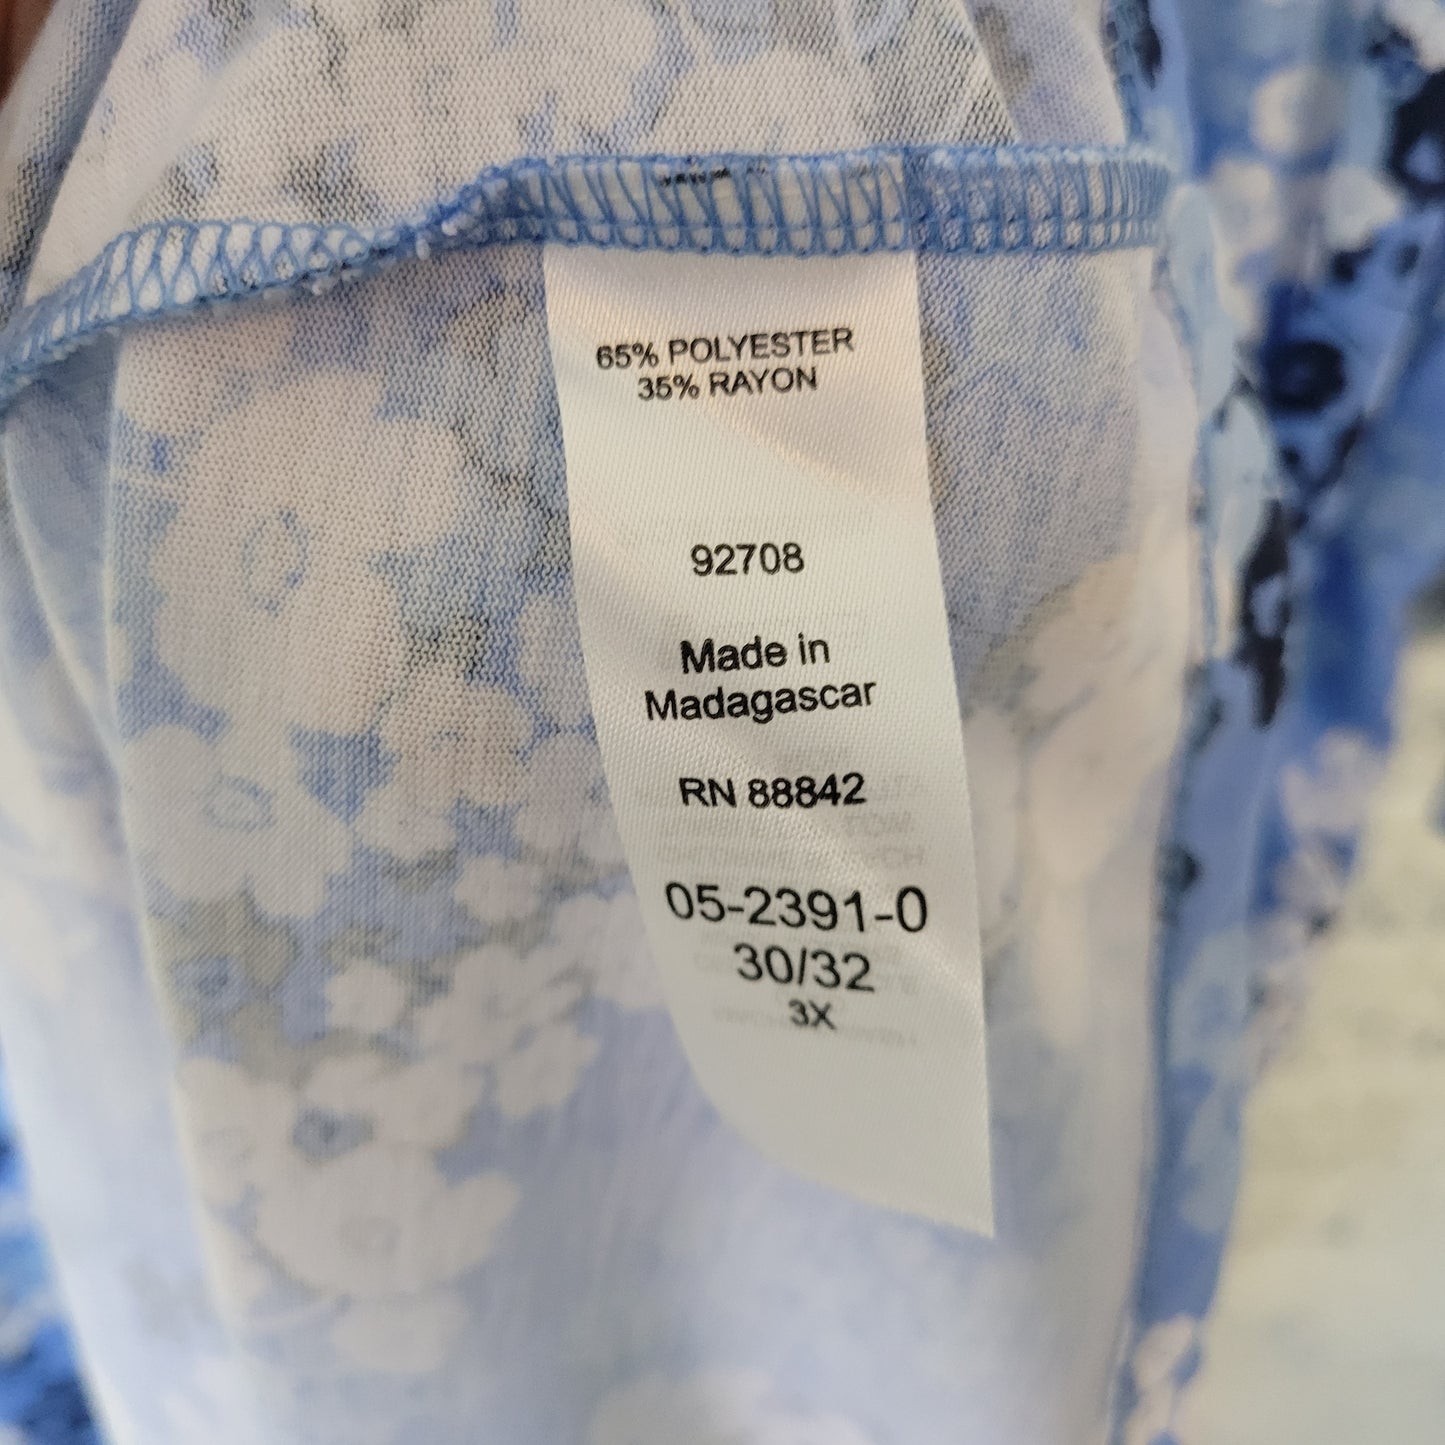 65% POLYESTER
35% RAYON
92708
Made in
Madagascar
RN 88842
05-2391-0
30/32
3X